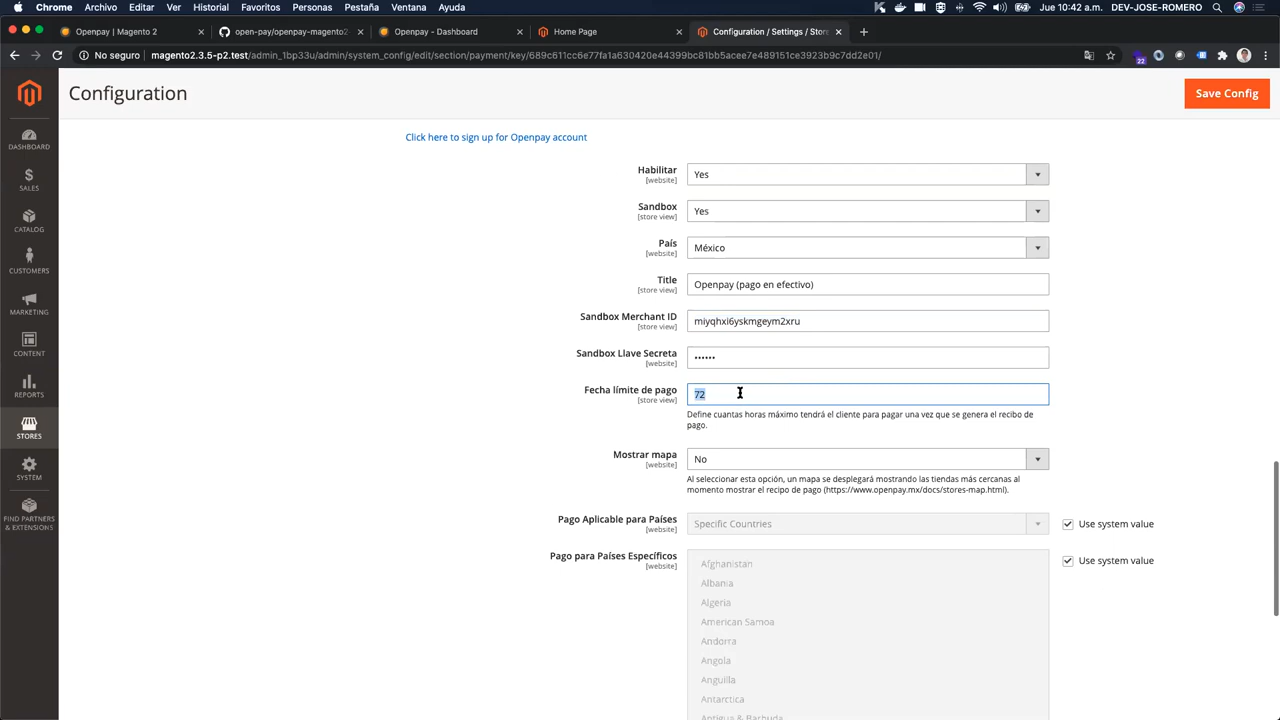 Chrome Archivo Editar Ver Historial Favoritos Personas Pestaña Ventana Ayuda
Jue 10:42 a.m. DEV-JOSE-ROMERO
Openpay | Magento 2
open-pay/openpay-magento2
Openpay - Dashboard
Home Page
Configuration / Settings / Stor
No seguro
magento2.3.5-p2.test/admin_1bp33u/admin/system_config/edit/section/payment/key/689c611cc6e77fa1a630420e44399bc81bb5acee7e489151ce3923b9c7dd2e31/
22
Configuration
Save Config
DASHBOARD
SALES
CATALOG
CUSTOMERS
MARKETING
CONTENT
REPORTS
STORES
SYSTEM
FIND PARTNERS
& EXTENSIONS
Click here to sign up for Openpay account
Habilitar
[website]
Yes
Sandbox
[store view]
Yes
País
[website]
México
Title
[store view]
Openpay (pago en efectivo)
Sandbox Merchant ID
[store view]
miyqhxi6yskmgeym2xru
Sandbox Llave Secreta
[website]
••••••
Fecha límite de pago
[store view]
72
Define cuantas horas máximo tendrá el cliente para pagar una vez que se genera el recibo de
pago.
Mostrar mapa
[website]
No
Al seleccionar esta opción, un mapa se desplegará mostrando las tiendas más cercanas al
momento mostrar el recipo de pago (https://www.openpay.mx/docs/stores-map.html).
Pago Aplicable para Países
[website]
Specific Countries
Use system value
Pago para Países Específicos
[website]
Use system value
Afghanistan
Albania
Algeria
American Samoa
Andorra
Angola
Anguilla
Antarctica
Antigua & Barbuda